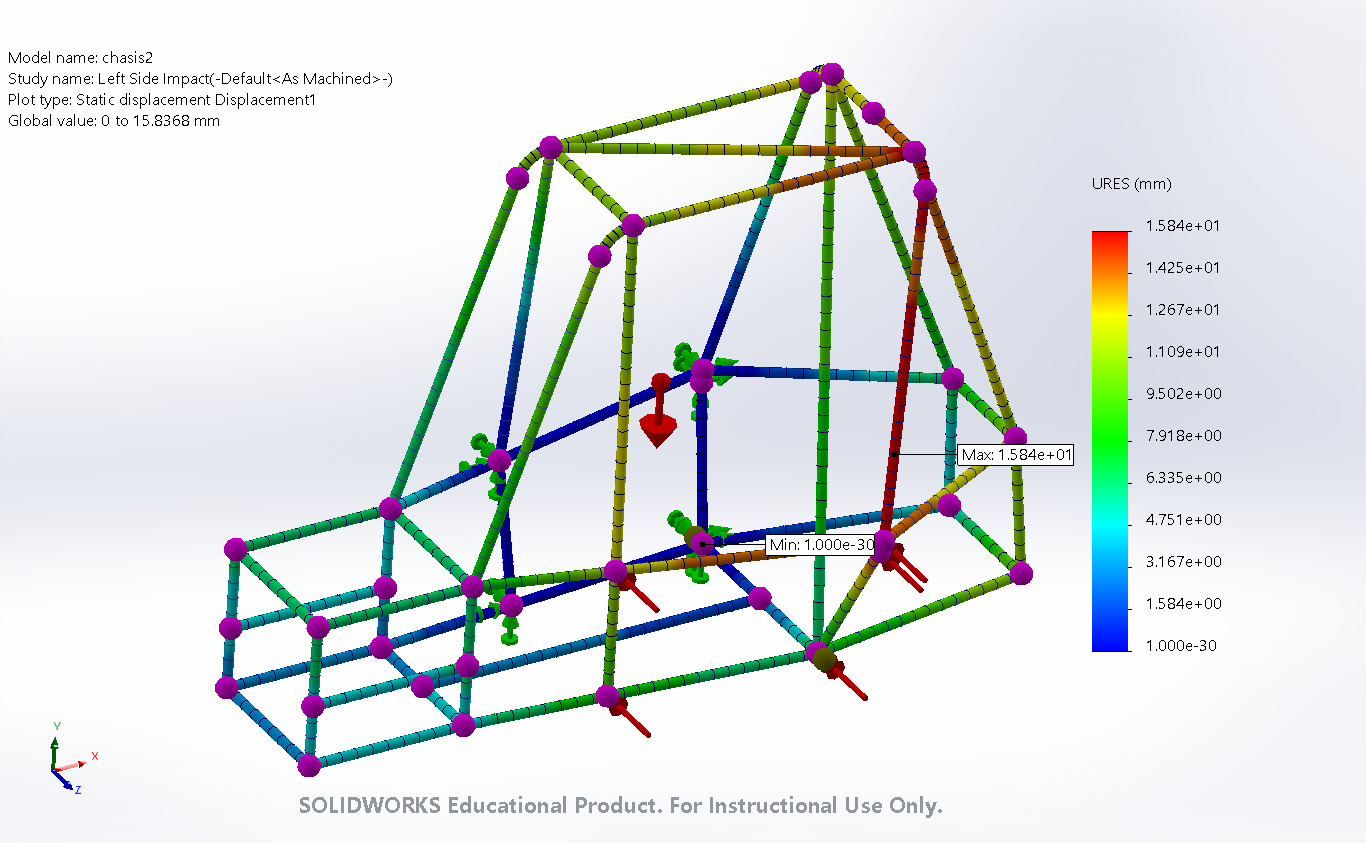 Model name: chasis2
Study name: Left Side Impact(-Default<As Machined>-)
Plot type: Static displacement Displacement1
Global value: 0 to 15.8368 mm
URES (mm)
1.584e+01
1.425e+01
1.267e+01
1.109e+01
9.502e+00
7.918e+00
6.335e+00
4.751e+00
3.167e+00
1.584e+00
1.000e-30
Max: 1.584e+01
Min: 1.000e-30
Y
X
Z
SOLIDWORKS Educational Product. For Instructional Use Only.